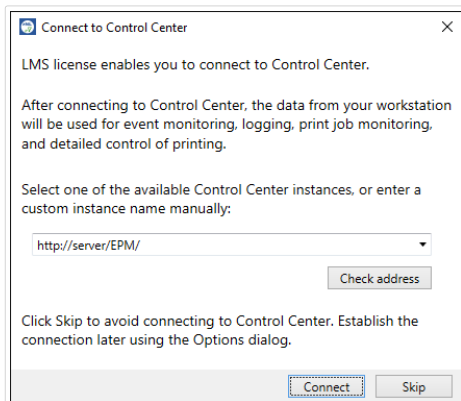 Connect to Control Center
LMS license enables you to connect to Control Center.
After connecting to Control Center, the data from your workstation
will be used for event monitoring, logging, print job monitoring,
and detailed control of printing.
Select one of the available Control Center instances, or enter a
custom instance name manually:
http://server/EPM/
Check address
Click Skip to avoid connecting to Control Center. Establish the
connection later using the Options dialog.
Connect Skip